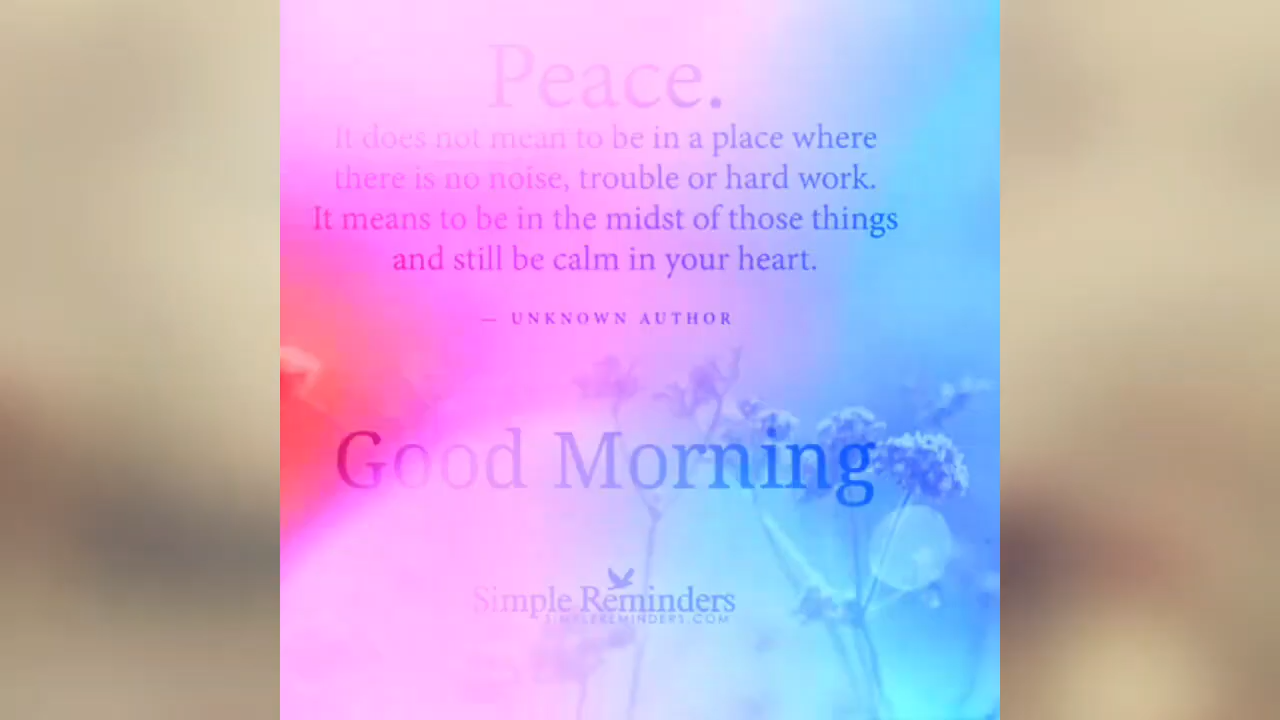 Peace.
It does not mean to be in a place where
there is no noise, trouble or hard work.
It means to be in the midst of those things
and still be calm in your heart.
— UNKNOWN AUTHOR
Good Morning
Simple Reminders
SIMPLEREMINDERS.COM